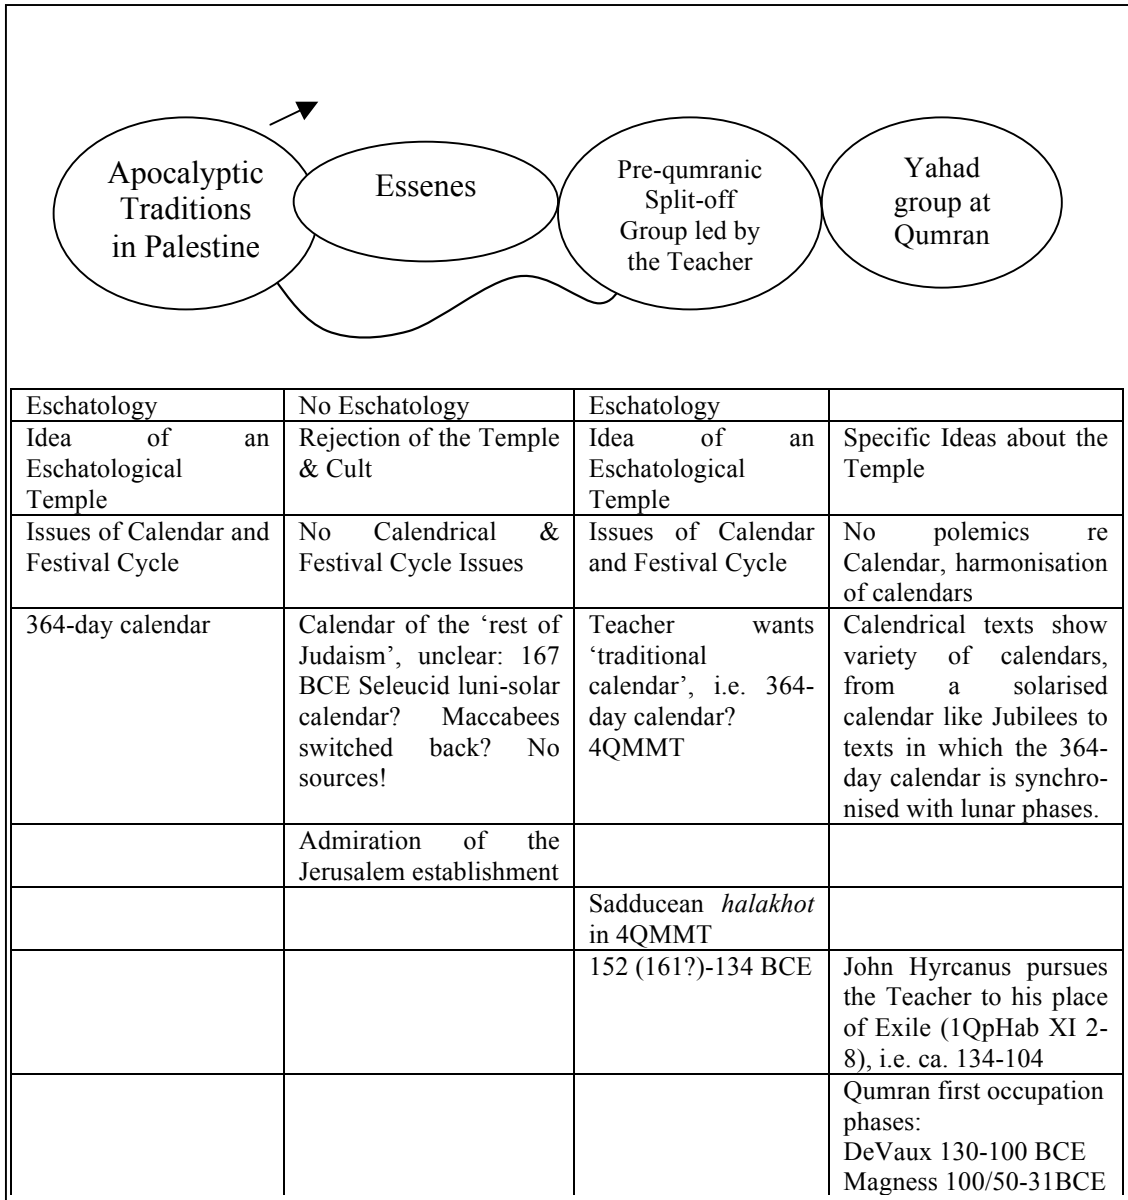 Apocalyptic
Traditions
in Palestine
Essenes
Pre-qumranic
Split-off
Group led by
the Teacher
Yahad
group at
Qumran
Eschatology
No Eschatology
Eschatology
Idea of an
Eschatological
Temple
Rejection of the Temple
& Cult
Idea of an
Eschatological
Temple
Specific Ideas about the
Temple
Issues of Calendar and
Festival Cycle
No Calendrical &
Festival Cycle Issues
Issues of Calendar
and Festival Cycle
No polemics re
Calendar, harmonisation
of calendars
364-day calendar
Calendar of the ‘rest of
Judaism’, unclear: 167
BCE Seleucid luni-solar
calendar? Maccabees
switched back? No
sources!
Teacher wants
‘traditional
calendar’, i.e. 364-
day calendar?
4QMMT
Calendrical texts show
variety of calendars,
from a solarised
calendar like Jubilees to
texts in which the 364-
day calendar is synchro-
nised with lunar phases.
Admiration of the
Jerusalem establishment
Sadducean halakhot
in 4QMMT
152 (161?)-134 BCE
John Hyrcanus pursues
the Teacher to his place
of Exile (1QpHab XI 2-
8), i.e. ca. 134-104
Qumran first occupation
phases:
DeVaux 130-100 BCE
Magness 100/50-31BCE